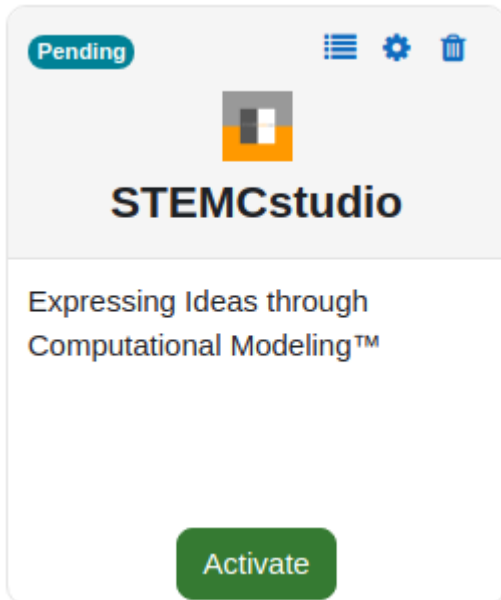 Pending
STEMCstudio
Expressing Ideas through
Computational Modeling™
Activate